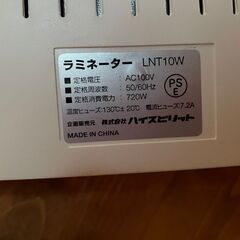 ラミネーター LNT10W
■定格電圧 : AC100V
■定格周波数 : 50/60Hz
■定格消費電力 : 720W
PSE
温度ヒューズ:130℃±20℃ 電流ヒューズ:7.2A
企画販売元 株式会社ハイスピリット
MADE IN CHINA